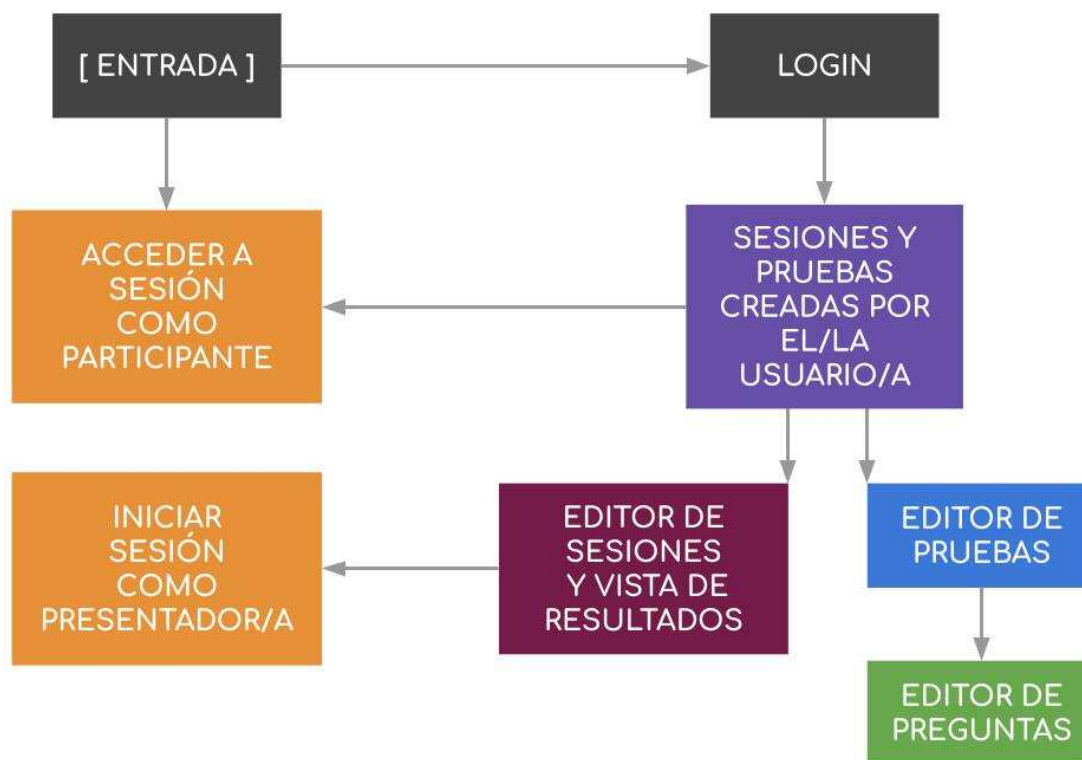 [ ENTRADA ]
LOGIN
ACCEDER A
SESIÓN
COMO
PARTICIPANTE
SESIONES Y
PRUEBAS
CREADAS POR
EL/LA
USUARIO/A
INICIAR
SESIÓN
COMO
PRESENTADOR/A
EDITOR DE
SESIONES
Y VISTA DE
RESULTADOS
EDITOR DE
PRUEBAS
EDITOR DE
PREGUNTAS